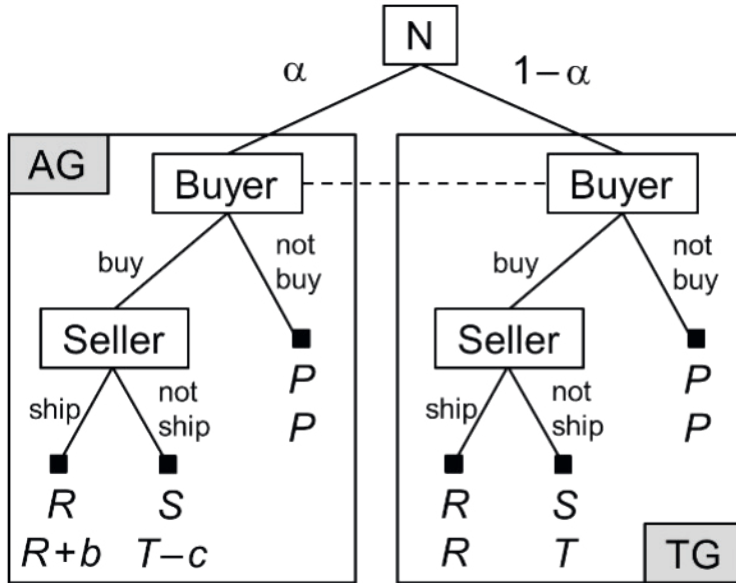 N
α 1−α
AG
Buyer Buyer
buy not buy buy not buy
Seller Seller
P P
P P
ship not ship ship not ship
R S R S
R+b T−c R T
TG